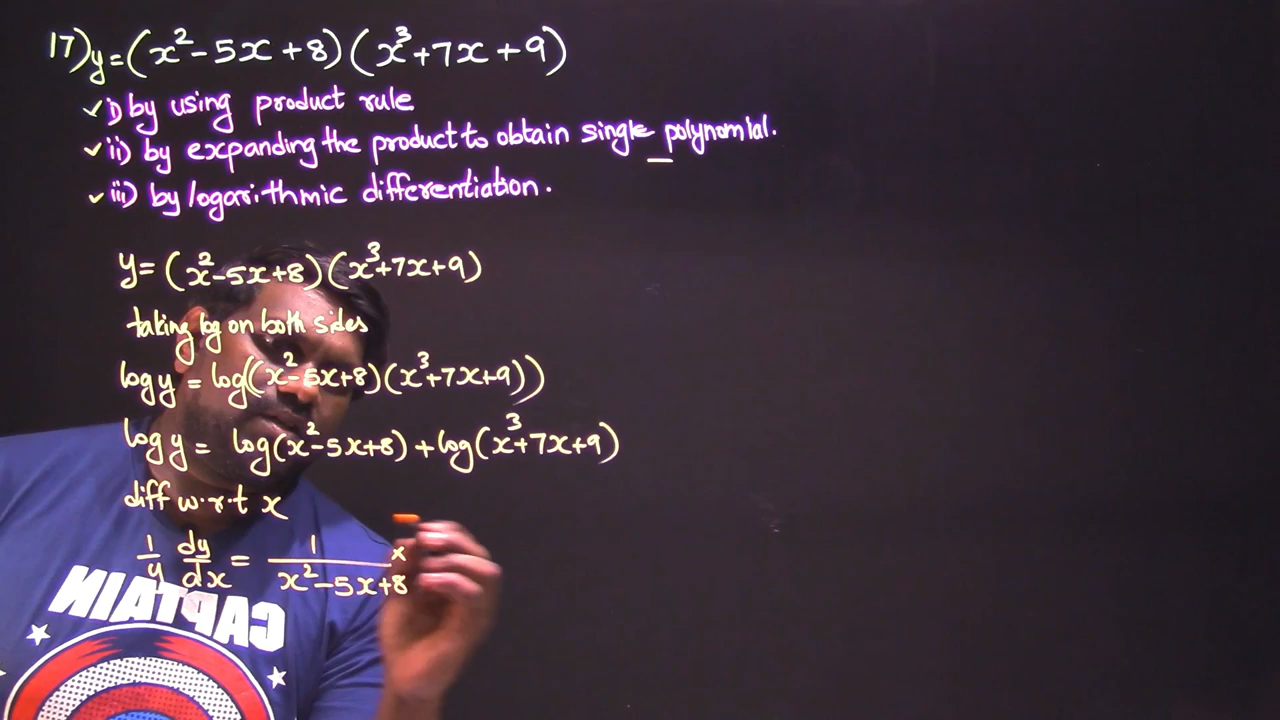 17) y=(x²-5x+8)(x³+7x+9)
✓ i) by using product rule
✓ ii) by expanding the product to obtain single polynomial.
✓ iii) by logarithmic differentiation.
y=(x²-5x+8)(x³+7x+9)
taking log on both sides
log y = log((x²-5x+8)(x³+7x+9))
log y = log(x²-5x+8)+log(x³+7x+9)
diff w.r.t x
1/y dy/dx = 1/(x²-5x+8) ×
CAPTAIN